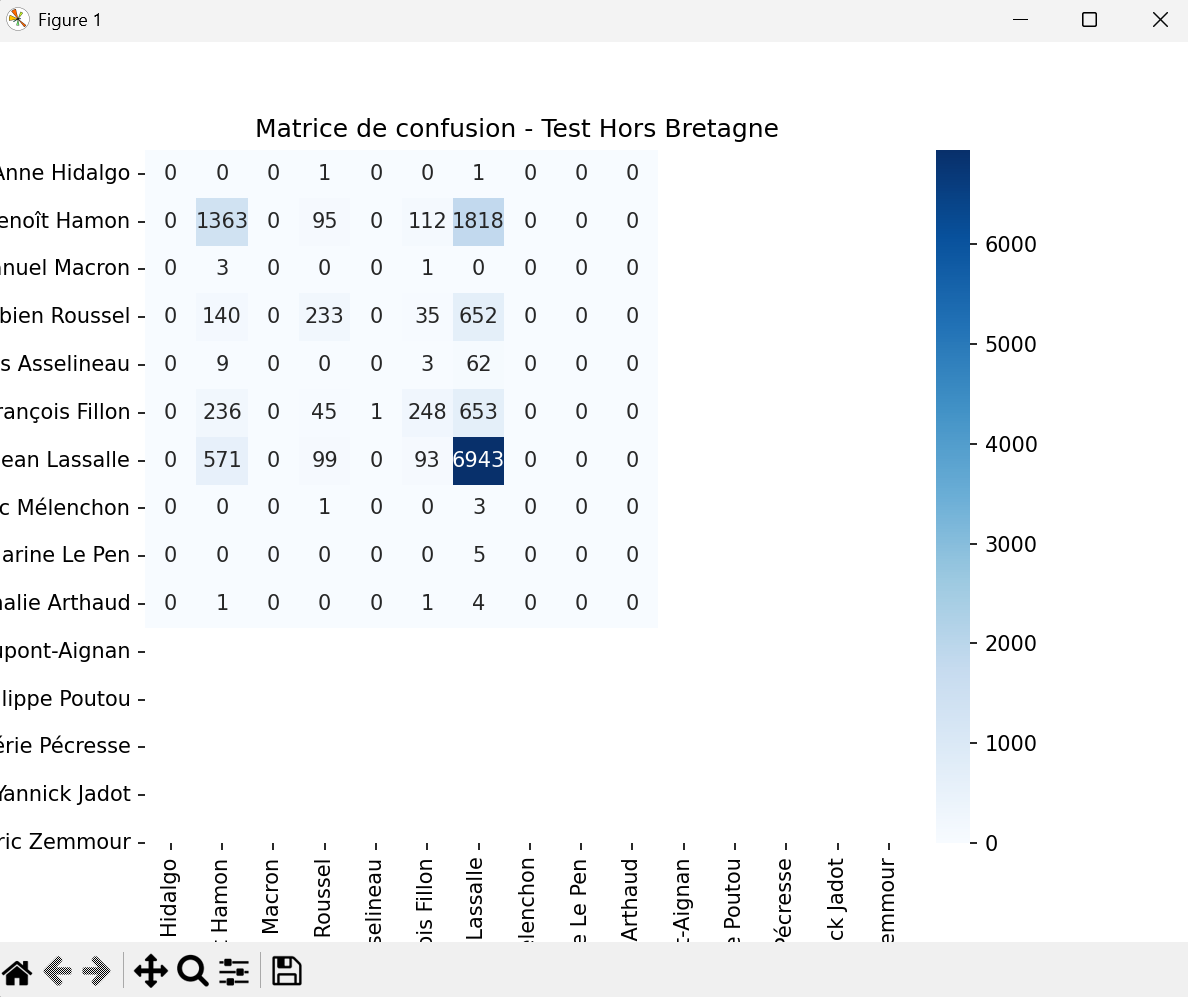 Figure 1
Matrice de confusion - Test Hors Bretagne
Anne Hidalgo 0 0 0 1 0 0 1 0 0 0
enoît Hamon 0 1363 0 95 0 112 1818 0 0 0
nuel Macron 0 3 0 0 0 1 0 0 0 0
bien Roussel 0 140 0 233 0 35 652 0 0 0
s Asselineau 0 9 0 0 0 3 62 0 0 0
rançois Fillon 0 236 0 45 1 248 653 0 0 0
ean Lassalle 0 571 0 99 0 93 6943 0 0 0
c Mélenchon 0 0 0 1 0 0 3 0 0 0
arine Le Pen 0 0 0 0 0 0 5 0 0 0
halie Arthaud 0 1 0 0 0 1 4 0 0 0
upont-Aignan
lippe Poutou
érie Pécresse
Yannick Jadot
ric Zemmour
Hidalgo
t Hamon
Macron
Roussel
selineau
ois Fillon
Lassalle
elenchon
e Le Pen
Arthaud
t-Aignan
e Poutou
Pécresse
ck Jadot
emmour
6000
5000
4000
3000
2000
1000
0